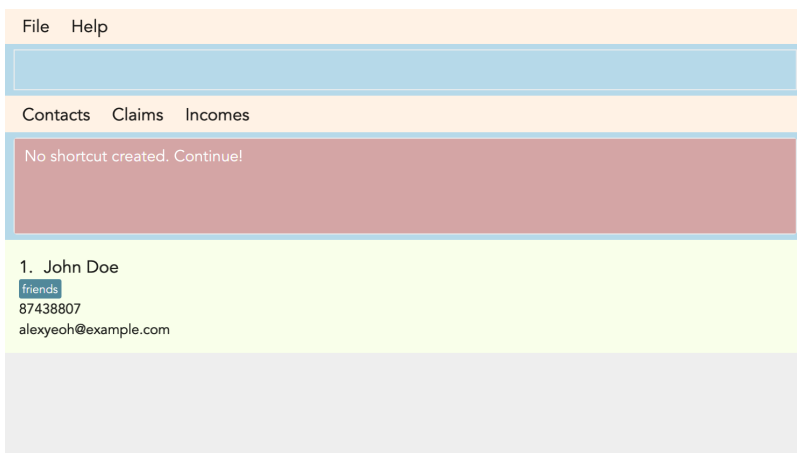 File Help
Contacts Claims Incomes
No shortcut created. Continue!
1. John Doe
friends
87438807
alexyeoh@example.com